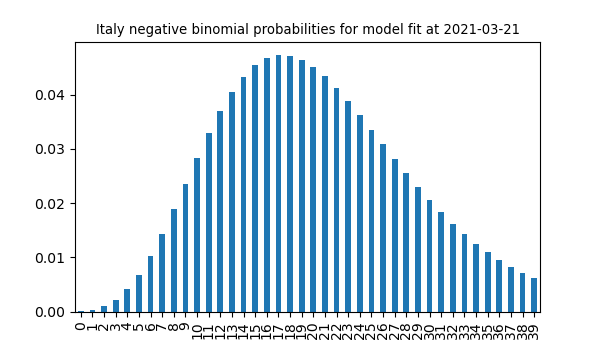 Italy negative binomial probabilities for model fit at 2021-03-21
0.04
0.03
0.02
0.01
0.00
0 1 2 3 4 5 6 7 8 9 10 11 12 13 14 15 16 17 18 19 20 21 22 23 24 25 26 27 28 29 30 31 32 33 34 35 36 37 38 39